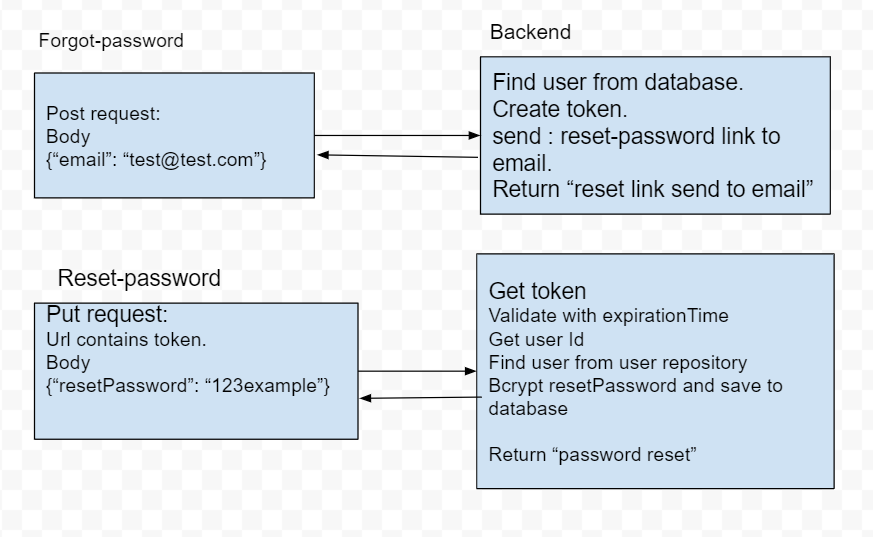 Forgot-password
Post request:
Body
{“email”: “test@test.com”}
Backend
Find user from database.
Create token.
send : reset-password link to
email.
Return “reset link send to email”
Reset-password
Put request:
Url contains token.
Body
{“resetPassword”: “123example”}
Get token
Validate with expirationTime
Get user Id
Find user from user repository
Bcrypt resetPassword and save to
database
Return “password reset”